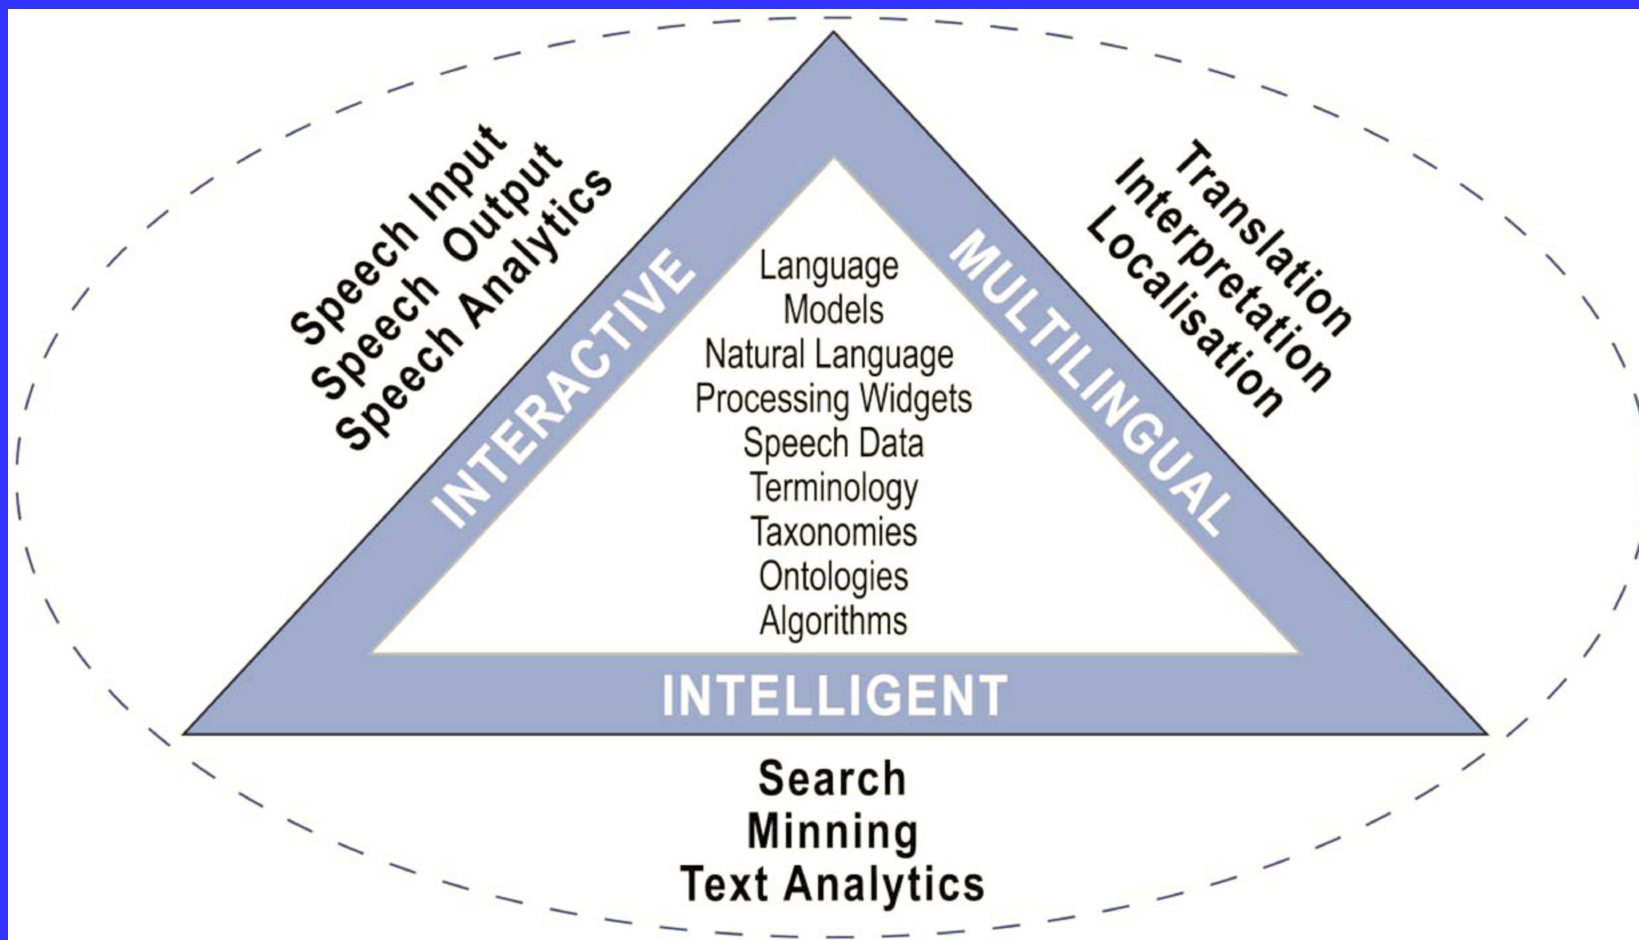 Speech Input
Speech Output
Speech Analytics
INTERACTIVE
Translation
Interpretation
Localisation
MULTILINGUAL
Language
Models
Natural Language
Processing Widgets
Speech Data
Terminology
Taxonomies
Ontologies
Algorithms
INTELLIGENT
Search
Minning
Text Analytics